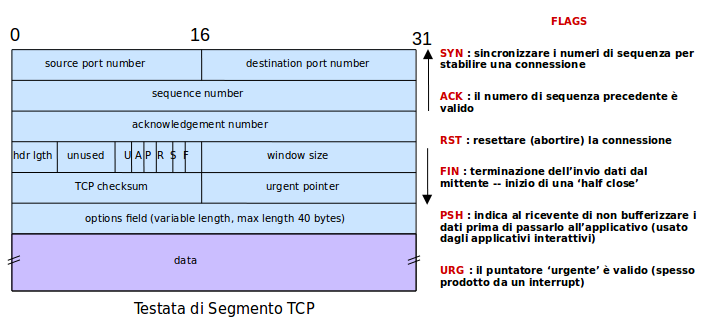 0 16 31
source port number destination port number
sequence number
acknowledgement number
hdr lgth unused U A P R S F window size
TCP checksum urgent pointer
options field (variable length, max length 40 bytes)
data
Testata di Segmento TCP
FLAGS
SYN : sincronizzare i numeri di sequenza per
stabilire una connessione
ACK : il numero di sequenza precedente è
valido
RST : resettare (abortire) la connessione
FIN : terminazione dell’invio dati dal
mittente -- inizio di una ‘half close’
PSH : indica al ricevente di non bufferizzare i
dati prima di passarlo all’applicativo (usato
dagli applicativi interattivi)
URG : il puntatore ‘urgente’ è valido (spesso
prodotto da un interrupt)